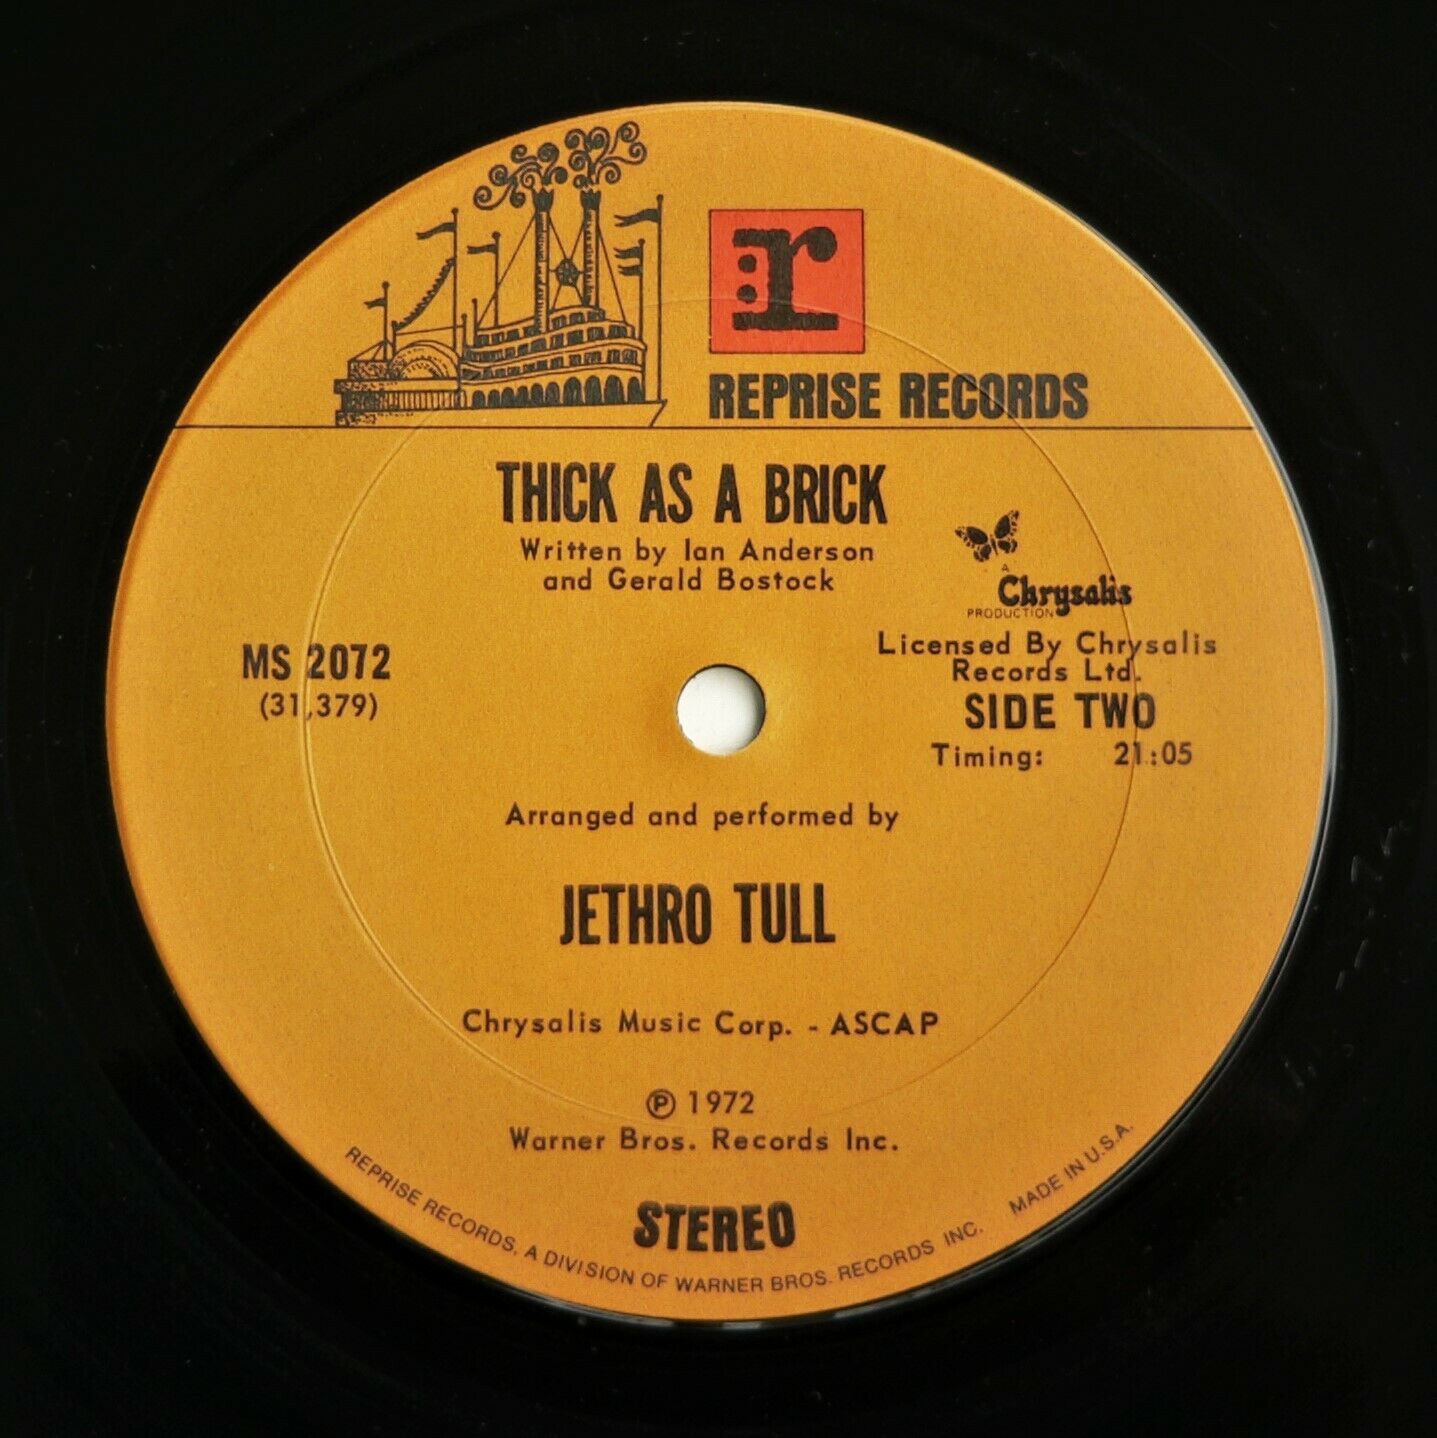 r
REPRISE RECORDS
THICK AS A BRICK
Written by Ian Anderson
and Gerald Bostock
A
Chrysalis
PRODUCTION
MS 2072
(31,379)
Licensed By Chrysalis
Records Ltd.
SIDE TWO
Timing: 21:05
Arranged and performed by
JETHRO TULL
Chrysalis Music Corp. - ASCAP
℗ 1972
Warner Bros. Records Inc.
STEREO
REPRISE RECORDS, A DIVISION OF WARNER BROS. RECORDS INC. MADE IN U.S.A.